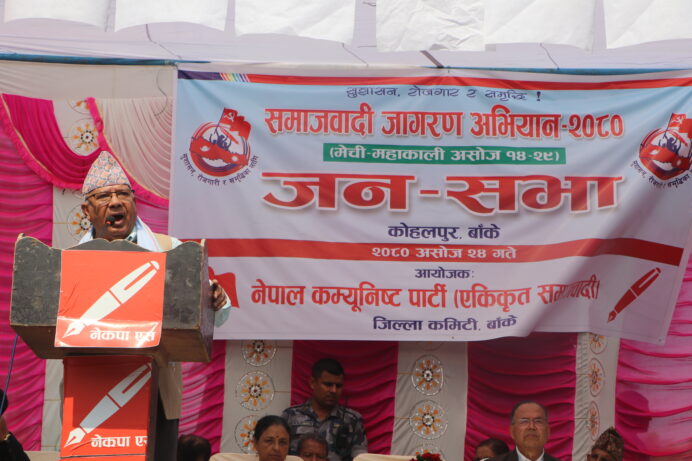 सुशासन, रोजगार र समृद्धि !
समाजवादी जागरण अभियान-२०८०
(मेची-महाकाली असोज १४-२९)
जन-सभा
कोहलपुर, बाँके
२०८० असोज २४ गते
आयोजकः
नेपाल कम्युनिष्ट पार्टी (एकिकृत समाजवादी)
जिल्ला कमिटी, बाँके
नेकपा एस
नेकपा एस